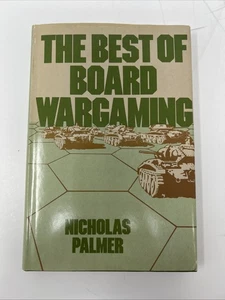 THE BEST OF
BOARD
WARGAMING
NICHOLAS
PALMER